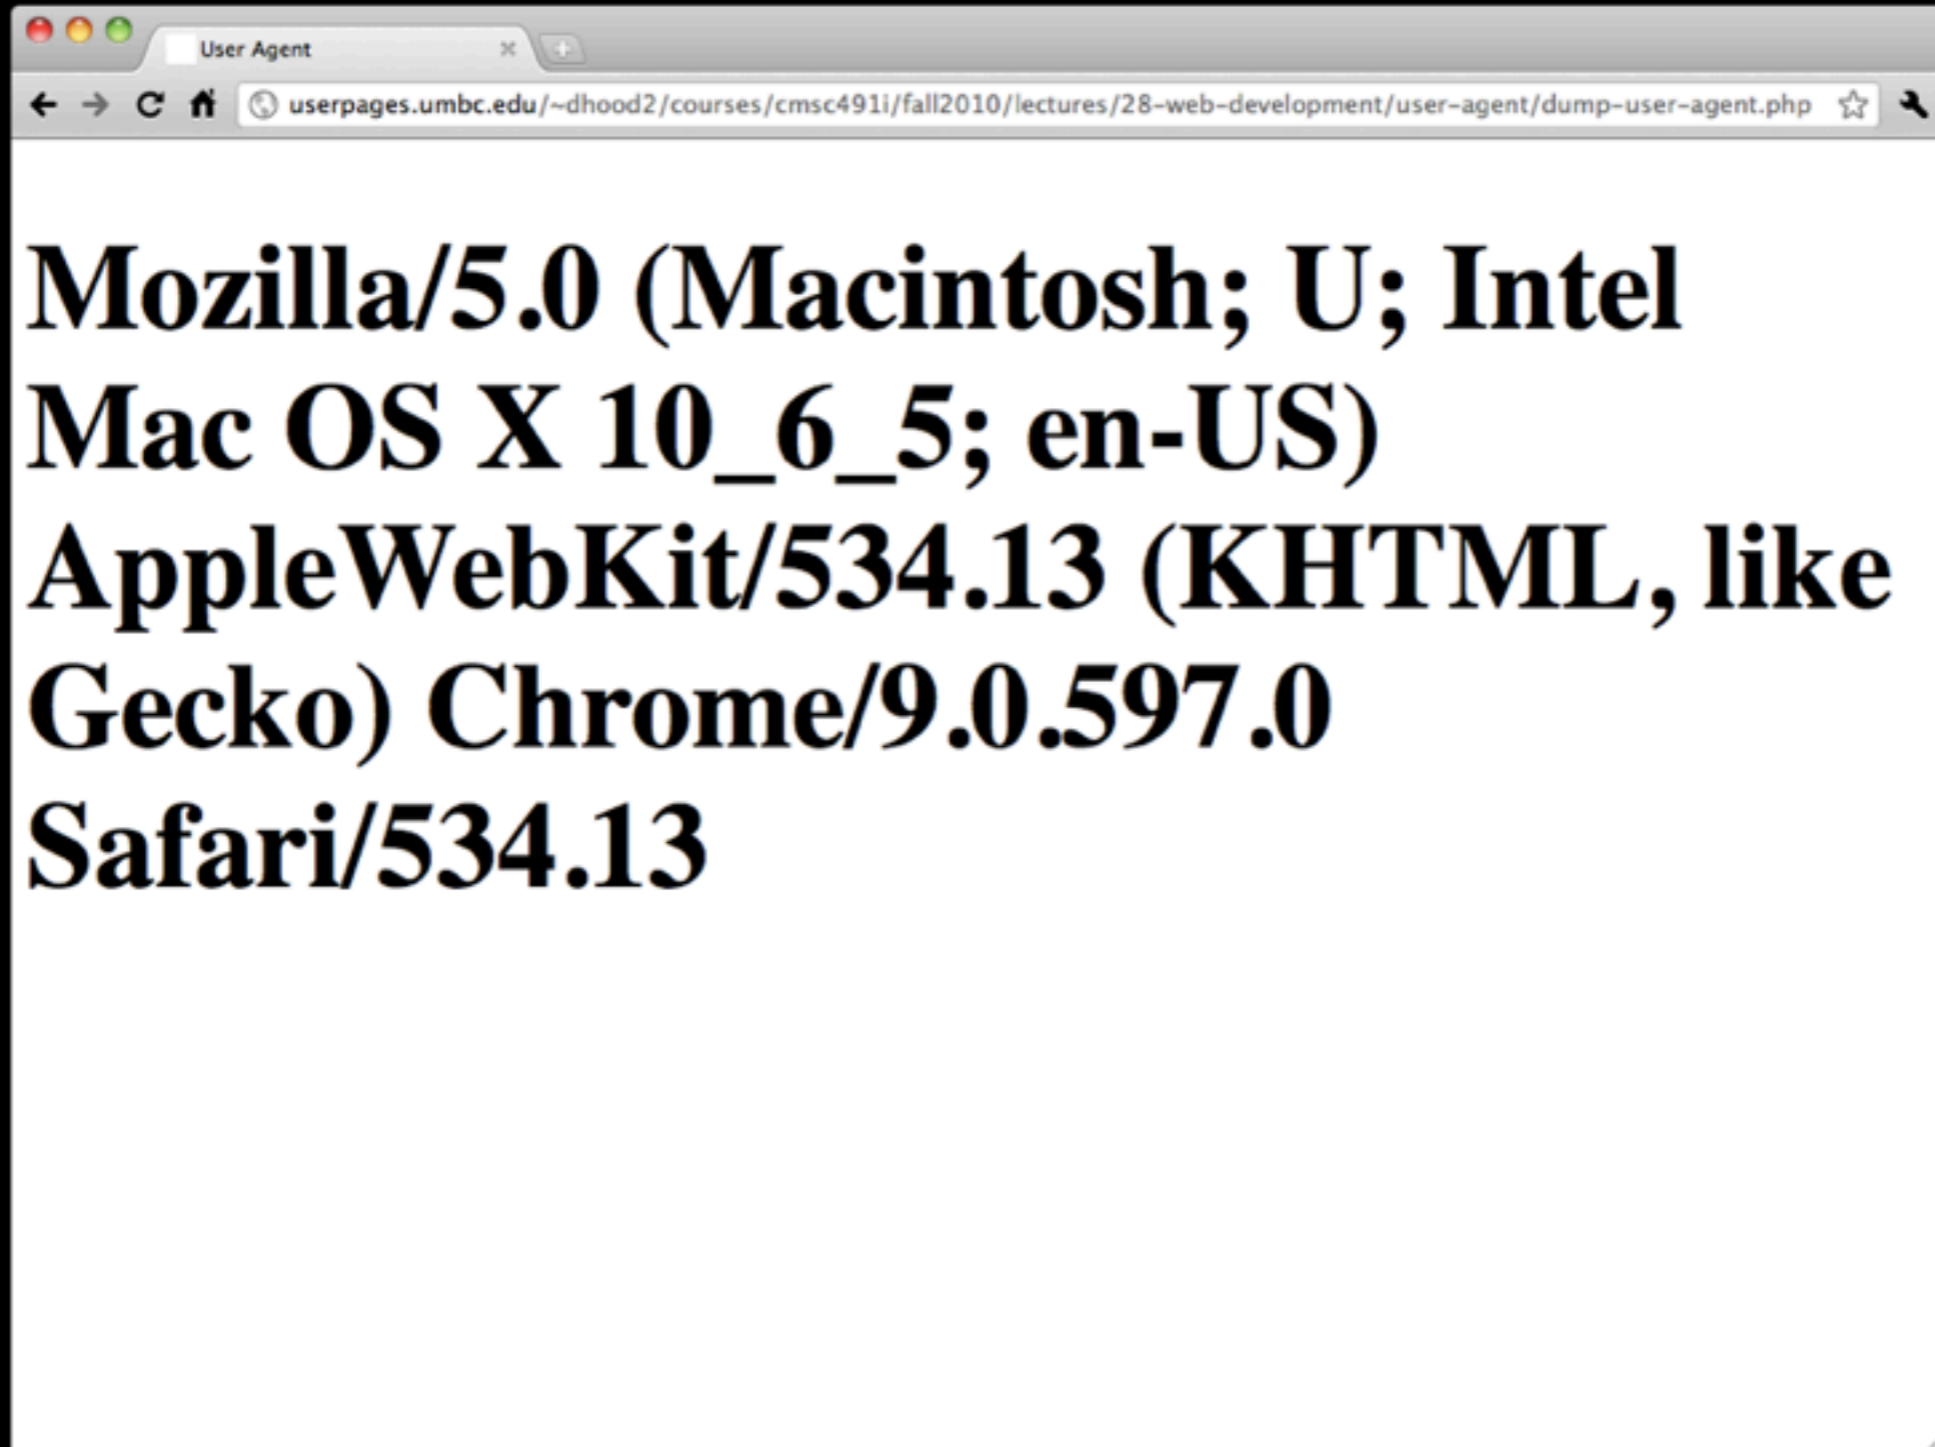 User Agent
userpages.umbc.edu/~dhood2/courses/cmsc491i/fall2010/lectures/28-web-development/user-agent/dump-user-agent.php
Mozilla/5.0 (Macintosh; U; Intel
Mac OS X 10_6_5; en-US)
AppleWebKit/534.13 (KHTML, like
Gecko) Chrome/9.0.597.0
Safari/534.13